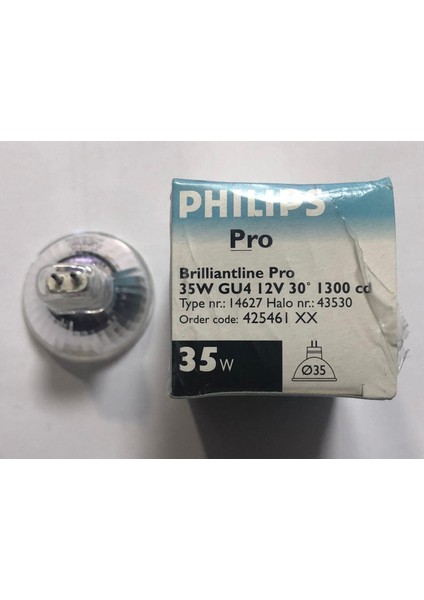 PHILIPS
Pro
Brilliantline Pro
35W GU4 12V 30° 1300 cd
Type nr.: 14627 Halo nr.: 43530
Order code: 425461 XX
35W
Ø35